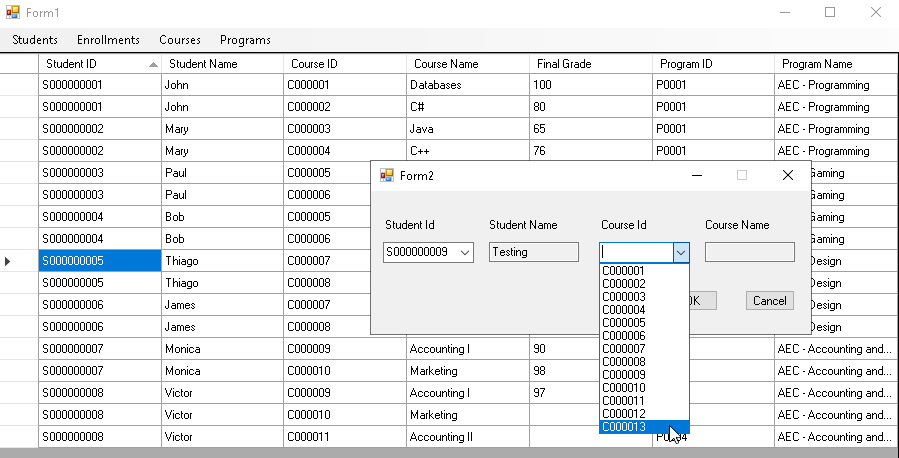 Form1
Students Enrollments Courses Programs
Student ID Student Name Course ID Course Name Final Grade Program ID Program Name
S000000001 John C000001 Databases 100 P0001 AEC - Programming
S000000001 John C000002 C# 80 P0001 AEC - Programming
S000000002 Mary C000003 Java 65 P0001 AEC - Programming
S000000002 Mary C000004 C++ 76 P0001 AEC - Programming
S000000003 Paul C000005 Gaming
S000000003 Paul C000006 Gaming
S000000004 Bob C000005 Gaming
S000000004 Bob C000006 Gaming
S000000005 Thiago C000007 Design
S000000005 Thiago C000008 Design
S000000006 James C000007 Design
S000000006 James C000008 Design
S000000007 Monica C000009 Accounting I 90 AEC - Accounting and...
S000000007 Monica C000010 Marketing 98 AEC - Accounting and...
S000000008 Victor C000009 Accounting I 97 AEC - Accounting and...
S000000008 Victor C000010 Marketing AEC - Accounting and...
S000000008 Victor C000011 Accounting II AEC - Accounting and...
Form2
Student Id Student Name Course Id Course Name
S000000009 Testing
C000001
C000002
C000003
C000004
C000005
C000006
C000007
C000008
C000009
C000010
C000011
C000012
C000013
OK Cancel